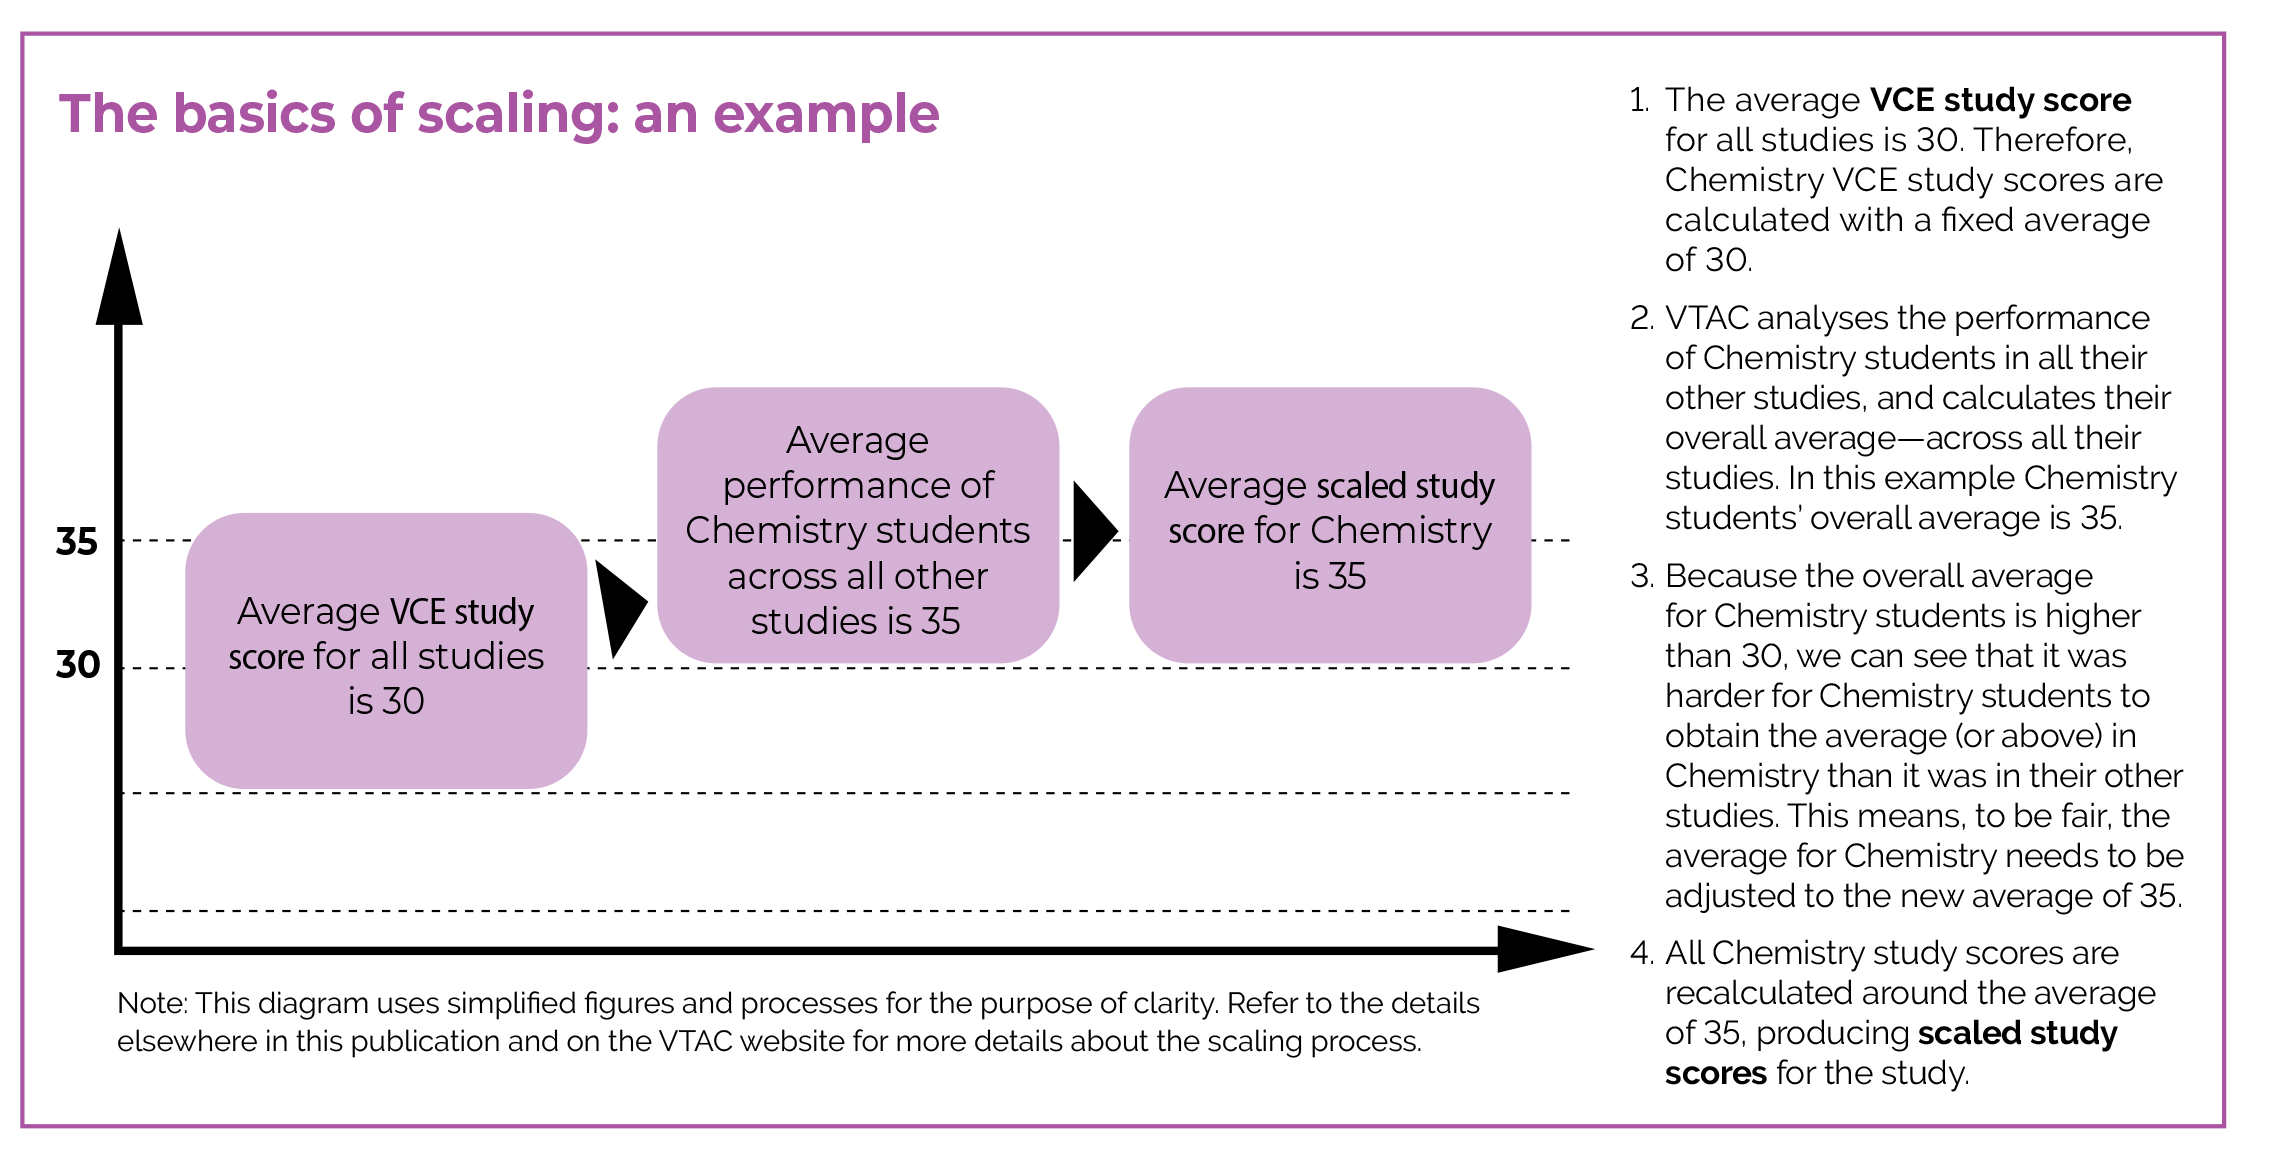 The basics of scaling: an example
35
30
Average VCE study
score for all studies
is 30
Average
performance of
Chemistry students
across all other
studies is 35
Average scaled study
score for Chemistry
is 35
Note: This diagram uses simplified figures and processes for the purpose of clarity. Refer to the details
elsewhere in this publication and on the VTAC website for more details about the scaling process.
1. The average VCE study score
for all studies is 30. Therefore,
Chemistry VCE study scores are
calculated with a fixed average
of 30.
2. VTAC analyses the performance
of Chemistry students in all their
other studies, and calculates their
overall average—across all their
studies. In this example Chemistry
students’ overall average is 35.
3. Because the overall average
for Chemistry students is higher
than 30, we can see that it was
harder for Chemistry students to
obtain the average (or above) in
Chemistry than it was in their other
studies. This means, to be fair, the
average for Chemistry needs to be
adjusted to the new average of 35.
4. All Chemistry study scores are
recalculated around the average
of 35, producing scaled study
scores for the study.